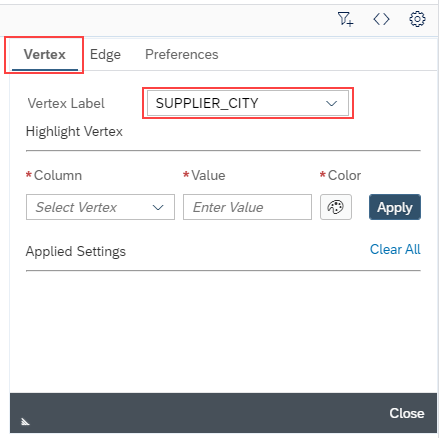 Vertex Edge Preferences
Vertex Label SUPPLIER_CITY
Highlight Vertex
*Column *Value *Color
Select Vertex Enter Value Apply
Applied Settings Clear All
Close